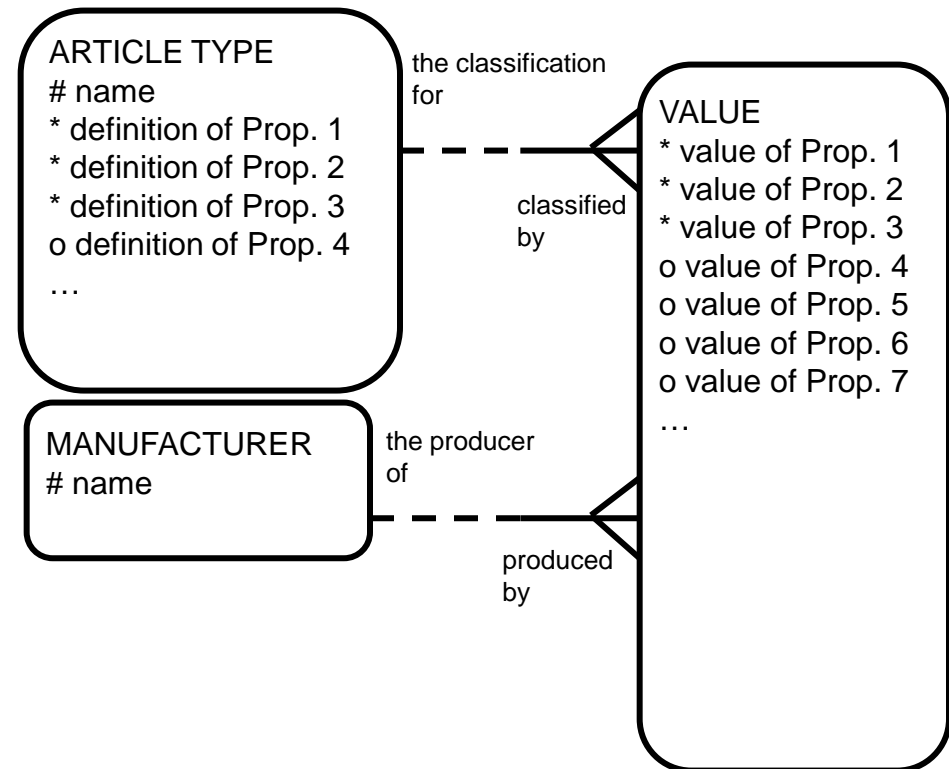 ARTICLE TYPE
# name
* definition of Prop. 1
* definition of Prop. 2
* definition of Prop. 3
o definition of Prop. 4
…
the classification
for
classified
by
VALUE
* value of Prop. 1
* value of Prop. 2
* value of Prop. 3
o value of Prop. 4
o value of Prop. 5
o value of Prop. 6
o value of Prop. 7
…
MANUFACTURER
# name
the producer
of
produced
by